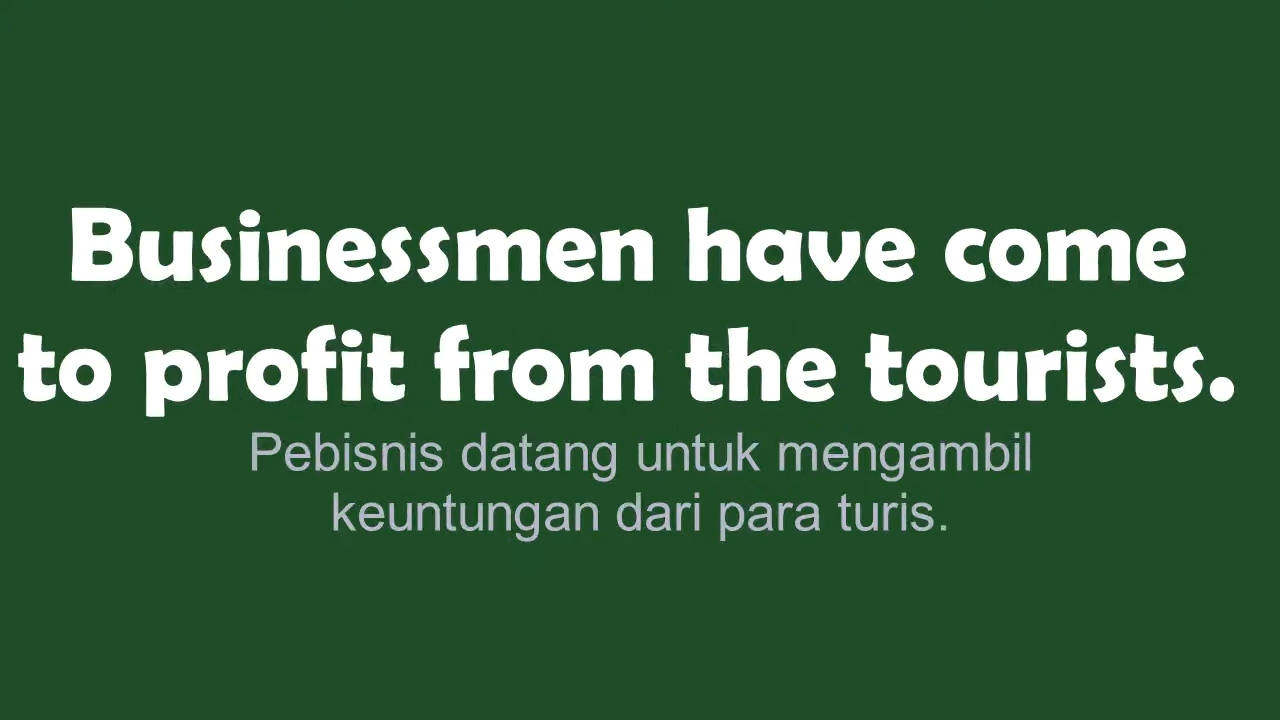 Businessmen have come
to profit from the tourists.
Pebisnis datang untuk mengambil
keuntungan dari para turis.